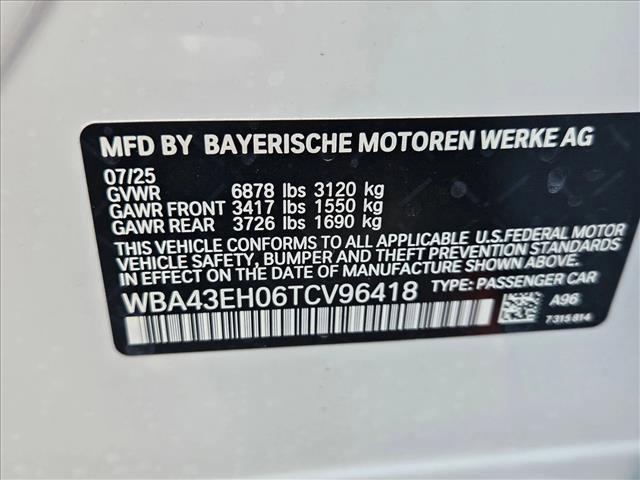 MFD BY BAYERISCHE MOTOREN WERKE AG
07/25
GVWR 6878 lbs 3120 kg
GAWR FRONT 3417 lbs 1550 kg
GAWR REAR 3726 lbs 1690 kg
THIS VEHICLE CONFORMS TO ALL APPLICABLE U.S.FEDERAL MOTOR
VEHICLE SAFETY, BUMPER, AND THEFT PREVENTION STANDARDS
IN EFFECT ON THE DATE OF MANUFACTURE SHOWN ABOVE.
WBA43EH06TCV96418 TYPE: PASSENGER CAR
A96
7315814